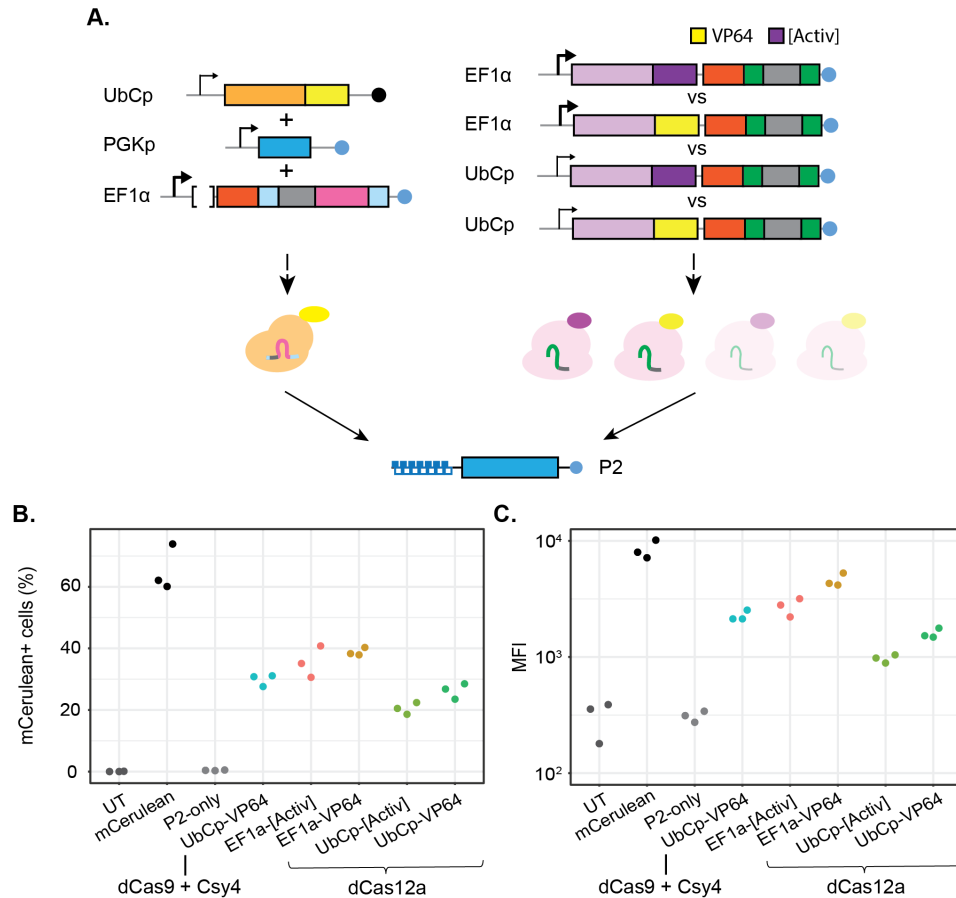 A.
VP64 [Activ]
UbCp
+
PGKp
+
EF1α [ ]
EF1α
vs
EF1α
vs
UbCp
vs
UbCp
P2
B.
mCerulean+ cells (%)
60
40
20
0
UT
mCerulean
P2-only
UbCp-VP64
EF1a-[Activ]
EF1a-VP64
UbCp-[Activ]
UbCp-VP64
dCas9 + Csy4
dCas12a
C.
MFI
10⁴
10³
10²
UT
mCerulean
P2-only
UbCp-VP64
EF1a-[Activ]
EF1a-VP64
UbCp-[Activ]
UbCp-VP64
dCas9 + Csy4
dCas12a